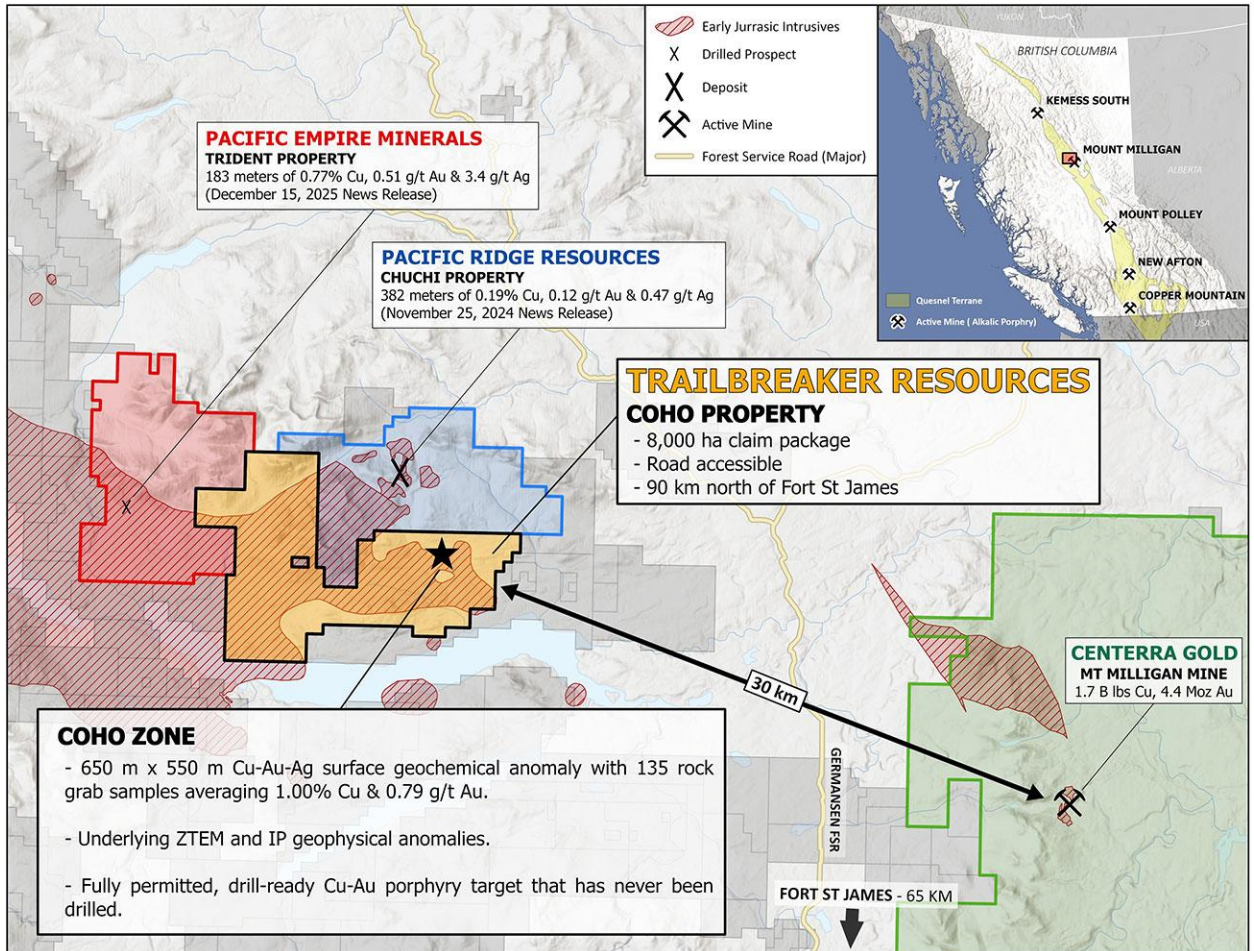 Early Jurrasic Intrusives
Drilled Prospect
Deposit
Active Mine
Forest Service Road (Major)
YUKON
BRITISH COLUMBIA
KEMESS SOUTH
MOUNT MILLIGAN
ALBERTA
MOUNT POLLEY
NEW AFTON
COPPER MOUNTAIN
Quesnel Terrane
Active Mine ( Alkalic Porphry)
USA
PACIFIC EMPIRE MINERALS
TRIDENT PROPERTY
183 meters of 0.77% Cu, 0.51 g/t Au & 3.4 g/t Ag
(December 15, 2025 News Release)
PACIFIC RIDGE RESOURCES
CHUCHI PROPERTY
382 meters of 0.19% Cu, 0.12 g/t Au & 0.47 g/t Ag
(November 25, 2024 News Release)
TRAILBREAKER RESOURCES
COHO PROPERTY
- 8,000 ha claim package
- Road accessible
- 90 km north of Fort St James
30 km
CENTERRA GOLD
MT MILLIGAN MINE
1.7 B lbs Cu, 4.4 Moz Au
COHO ZONE
- 650 m x 550 m Cu-Au-Ag surface geochemical anomaly with 135 rock
grab samples averaging 1.00% Cu & 0.79 g/t Au.
- Underlying ZTEM and IP geophysical anomalies.
- Fully permitted, drill-ready Cu-Au porphyry target that has never been
drilled.
GERMANSEN FSR
FORT ST JAMES - 65 KM